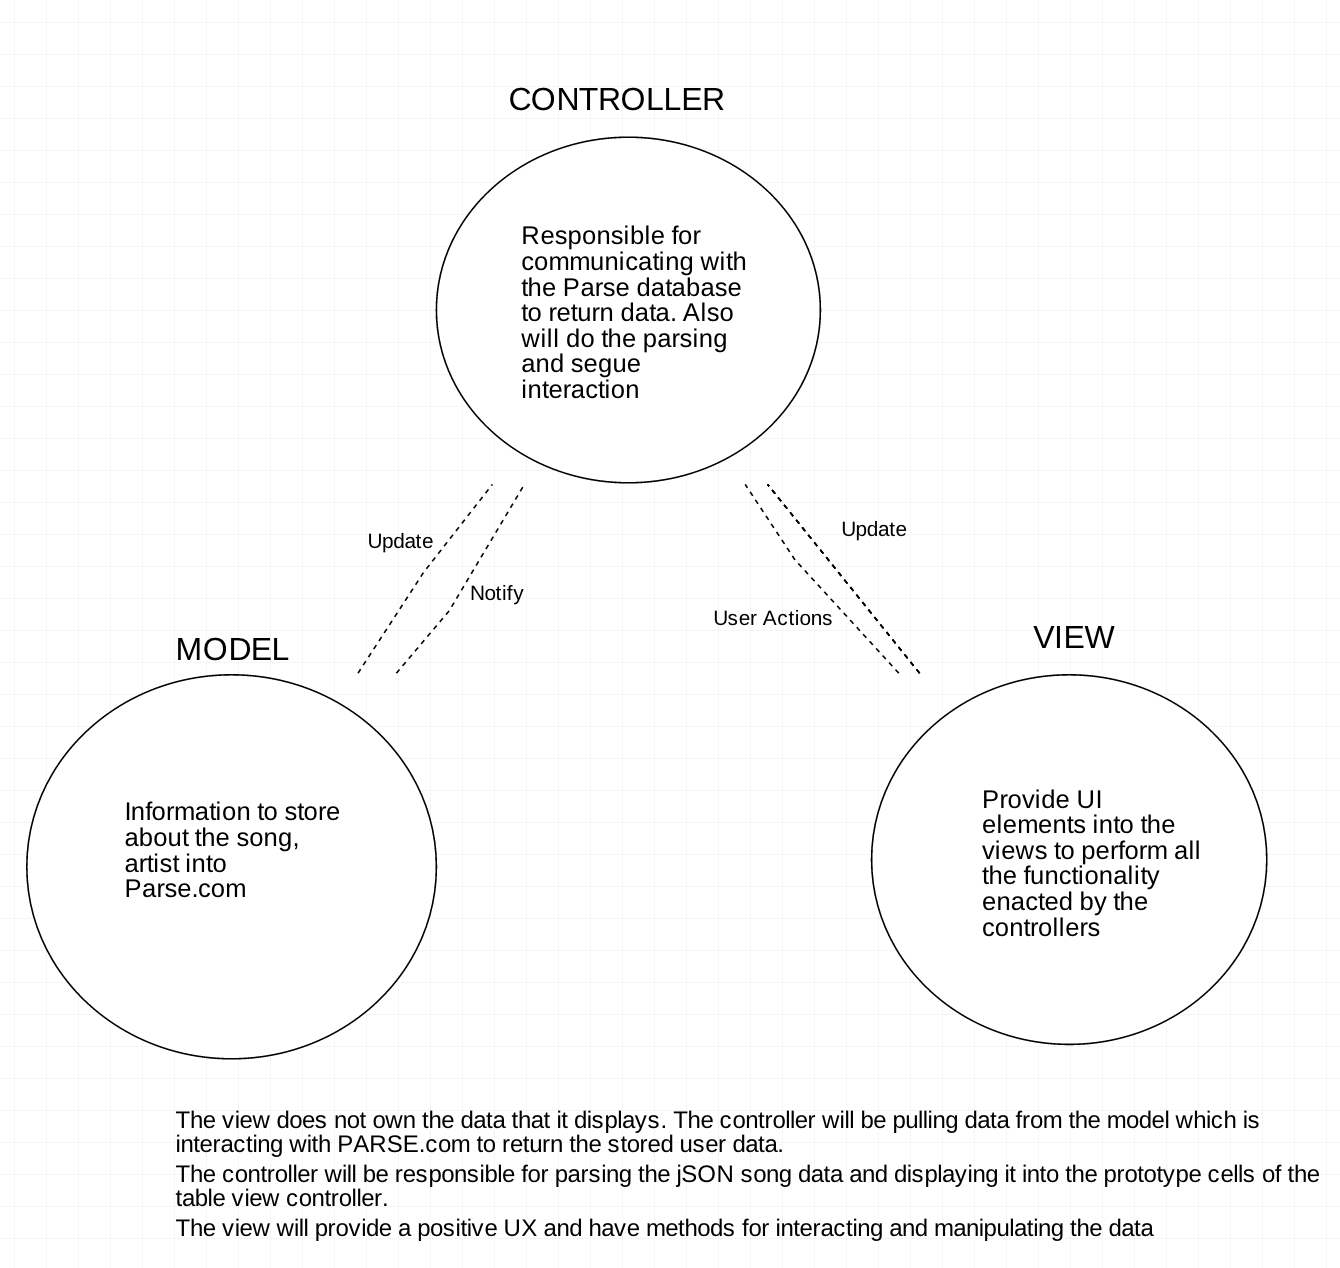 CONTROLLER
Responsible for
communicating with
the Parse database
to return data. Also
will do the parsing
and segue
interaction
Update
Notify
Update
User Actions
MODEL
Information to store
about the song,
artist into
Parse.com
VIEW
Provide UI
elements into the
views to perform all
the functionality
enacted by the
controllers
The view does not own the data that it displays. The controller will be pulling data from the model which is
interacting with PARSE.com to return the stored user data.
The controller will be responsible for parsing the jSON song data and displaying it into the prototype cells of the
table view controller.
The view will provide a positive UX and have methods for interacting and manipulating the data